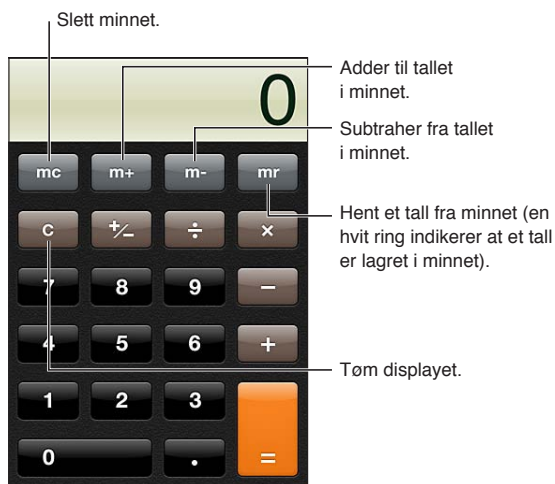 Slett minnet.
Adder til tallet
i minnet.
0
Subtraher fra tallet
i minnet.
mc m+ m- mr
Hent et tall fra minnet (en
hvit ring indikerer at et tall
er lagret i minnet).
c +/− ÷ ×
7 8 9 −
4 5 6 +
Tøm displayet.
1 2 3
0 . =